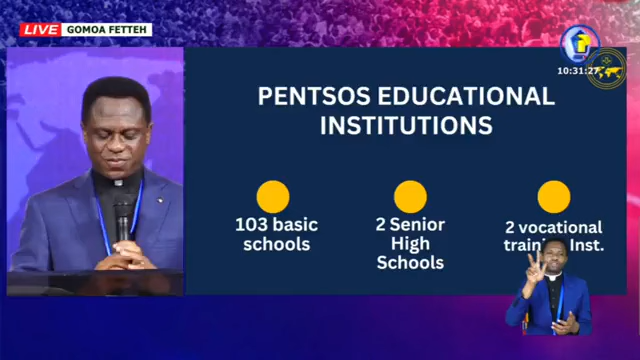 LIVE GOMOA FETTEH
10:31:27
PENTSOS EDUCATIONAL
INSTITUTIONS
103 basic
schools
2 Senior
High
Schools
2 vocational
training Inst.